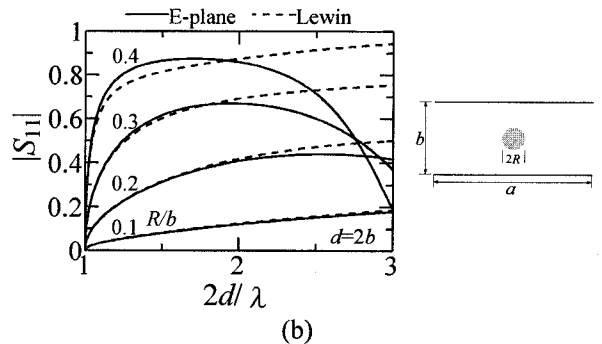 E-plane Lewin
1
0.8
0.6
0.4
0.2
0
|S₁₁|
0.4
0.3
0.2
0.1
R/b
d=2b
1
2
3
2d/ λ
b
2R
a
(b)